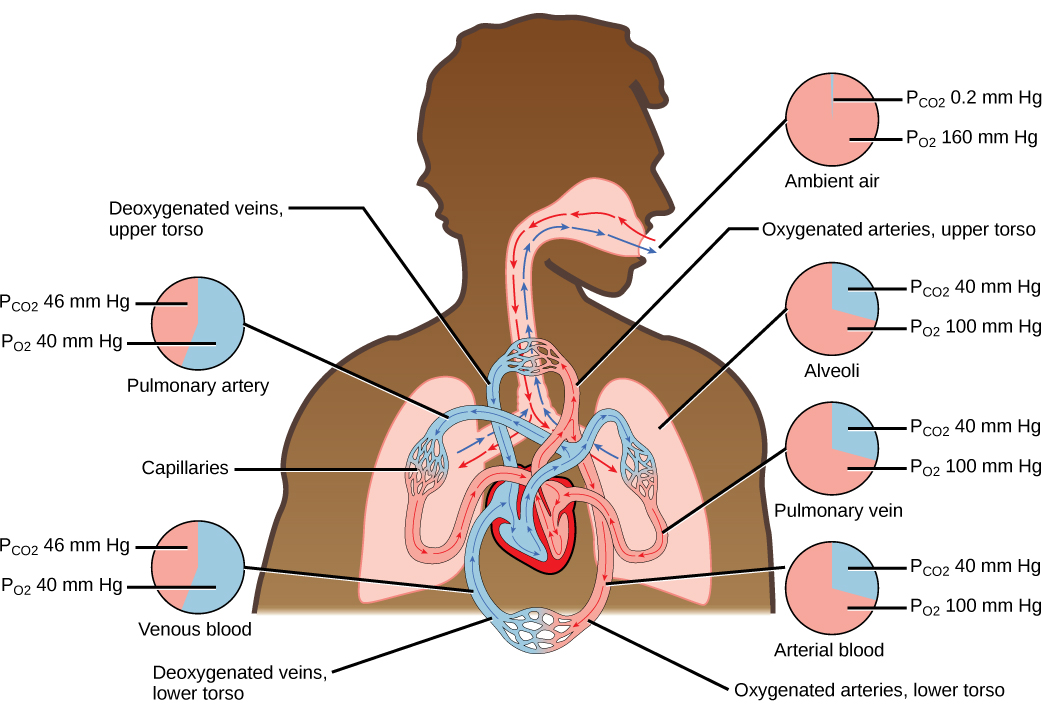 PCO2 0.2 mm Hg
PO2 160 mm Hg
Ambient air
Deoxygenated veins,
upper torso
Oxygenated arteries, upper torso
PCO2 46 mm Hg
PO2 40 mm Hg
Pulmonary artery
PCO2 40 mm Hg
PO2 100 mm Hg
Alveoli
Capillaries
PCO2 40 mm Hg
PO2 100 mm Hg
Pulmonary vein
PCO2 46 mm Hg
PO2 40 mm Hg
Venous blood
PCO2 40 mm Hg
PO2 100 mm Hg
Arterial blood
Deoxygenated veins,
lower torso
Oxygenated arteries, lower torso